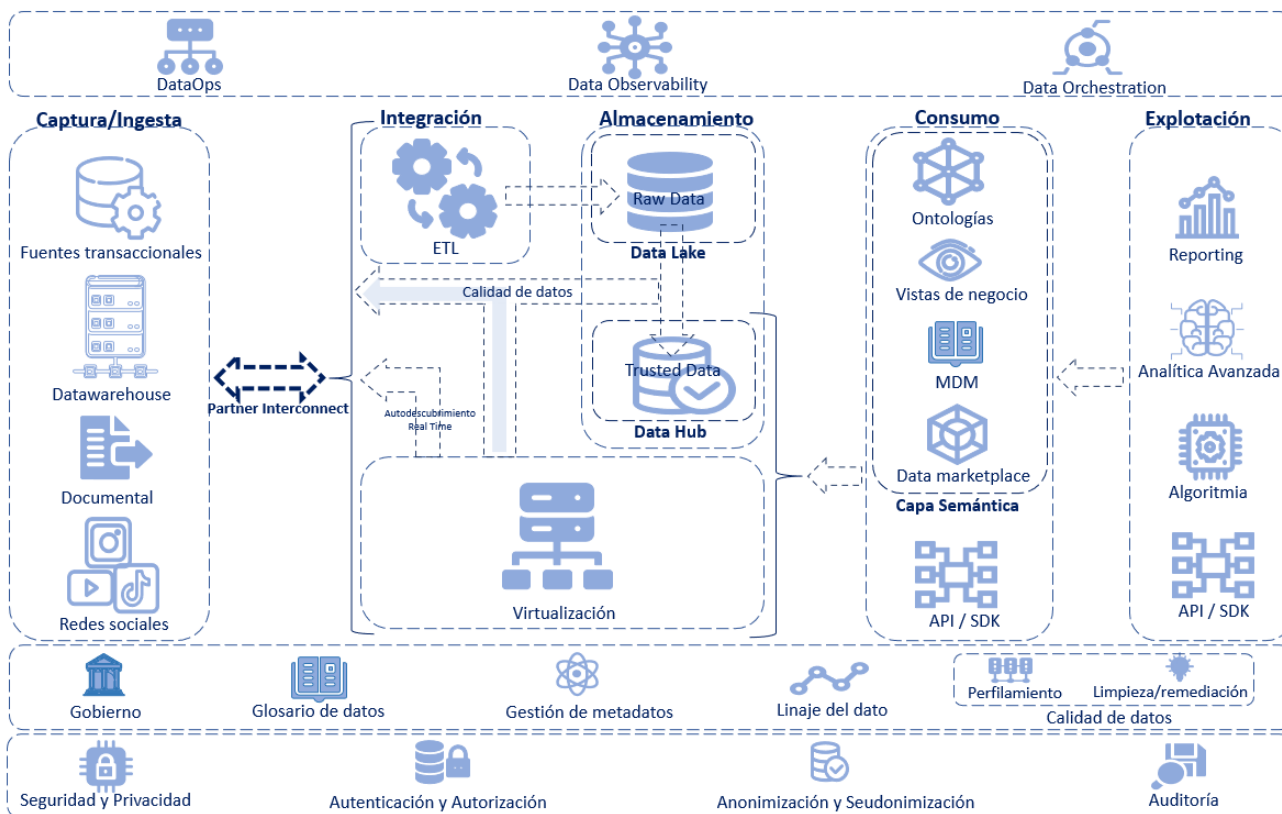 DataOps
Data Observability
Data Orchestration
Captura/Ingesta
Fuentes transaccionales
Datawarehouse
Documental
Redes sociales
Partner Interconnect
Integración
ETL
Calidad de datos
Autodescubrimiento
Real Time
Virtualización
Almacenamiento
Raw Data
Data Lake
Trusted Data
Data Hub
Consumo
Ontologías
Vistas de negocio
MDM
Data marketplace
Capa Semántica
API / SDK
Explotación
Reporting
Analítica Avanzada
Algoritmia
API / SDK
Gobierno
Glosario de datos
Gestión de metadatos
Linaje del dato
Perfilamiento
Limpieza/remediación
Calidad de datos
Seguridad y Privacidad
Autenticación y Autorización
Anonimización y Seudonimización
Auditoría